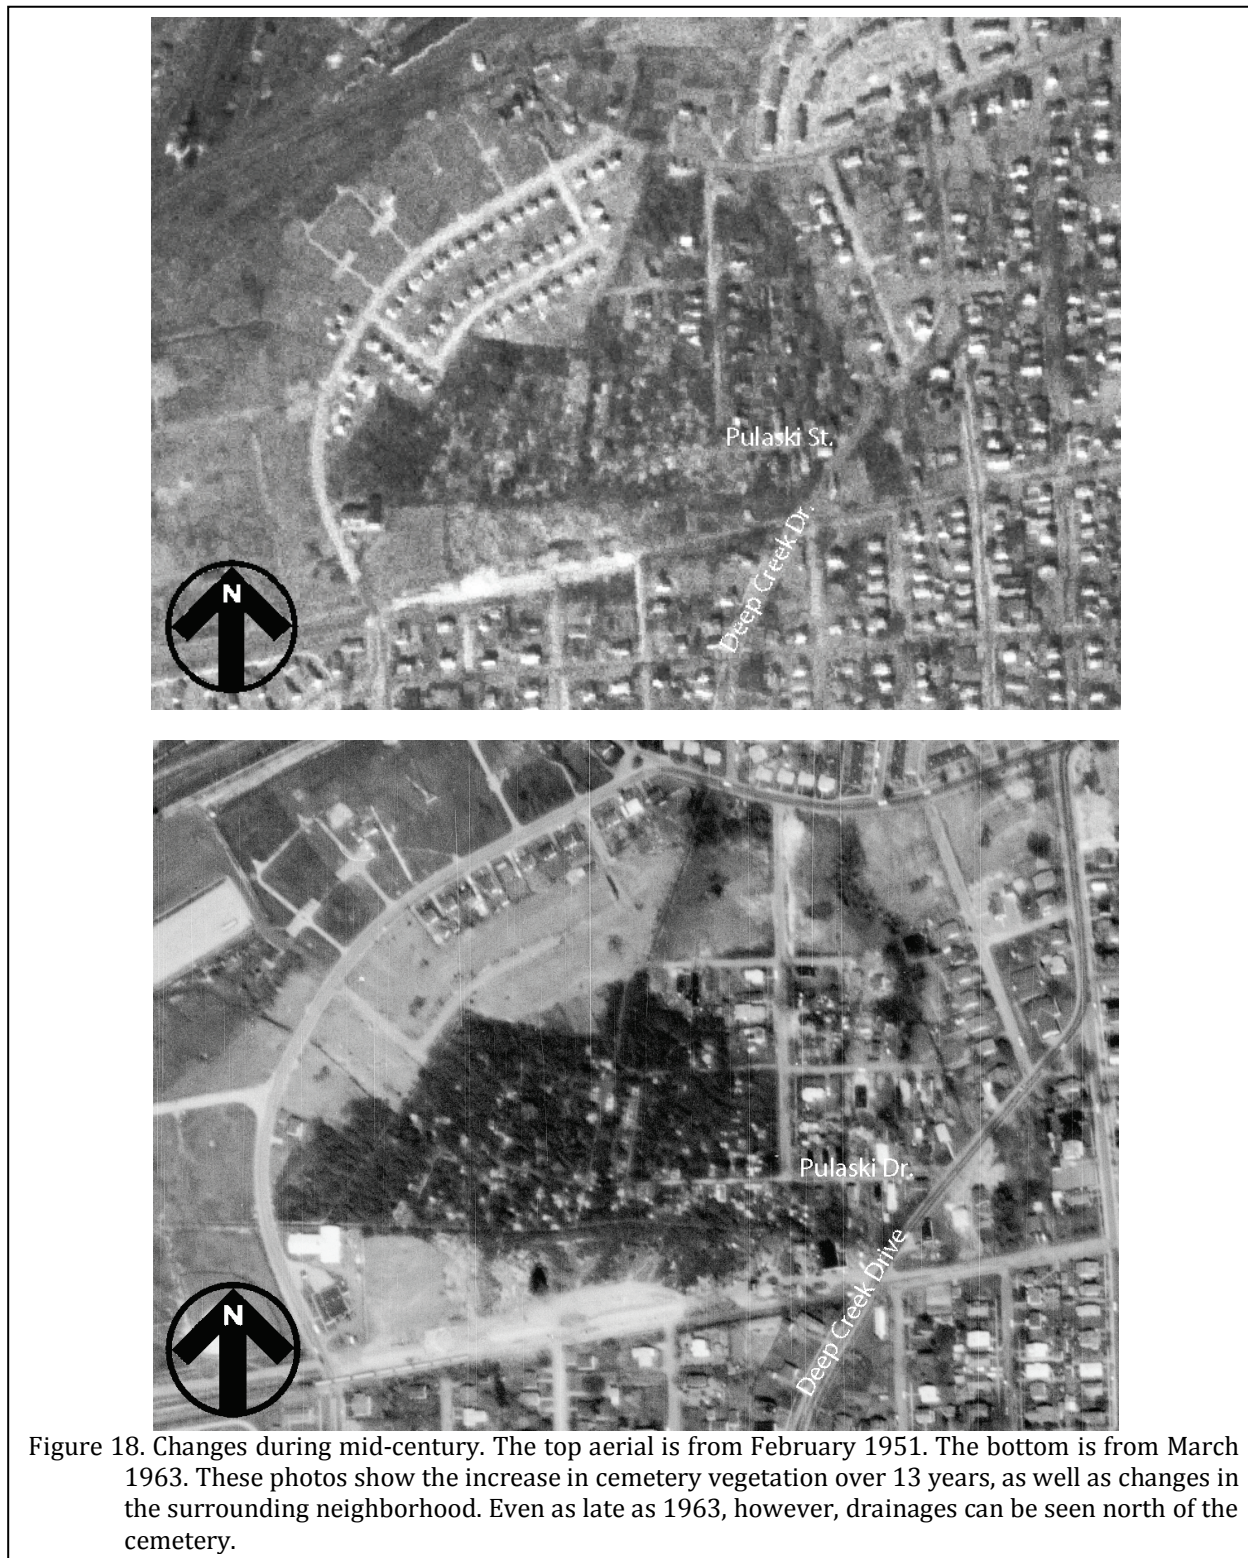 N
Pulaski St.
Deep Creek Dr.
N
Pulaski Dr.
Deep Creek Drive
Figure 18. Changes during mid-century. The top aerial is from February 1951. The bottom is from March
1963. These photos show the increase in cemetery vegetation over 13 years, as well as changes in
the surrounding neighborhood. Even as late as 1963, however, drainages can be seen north of the
cemetery.